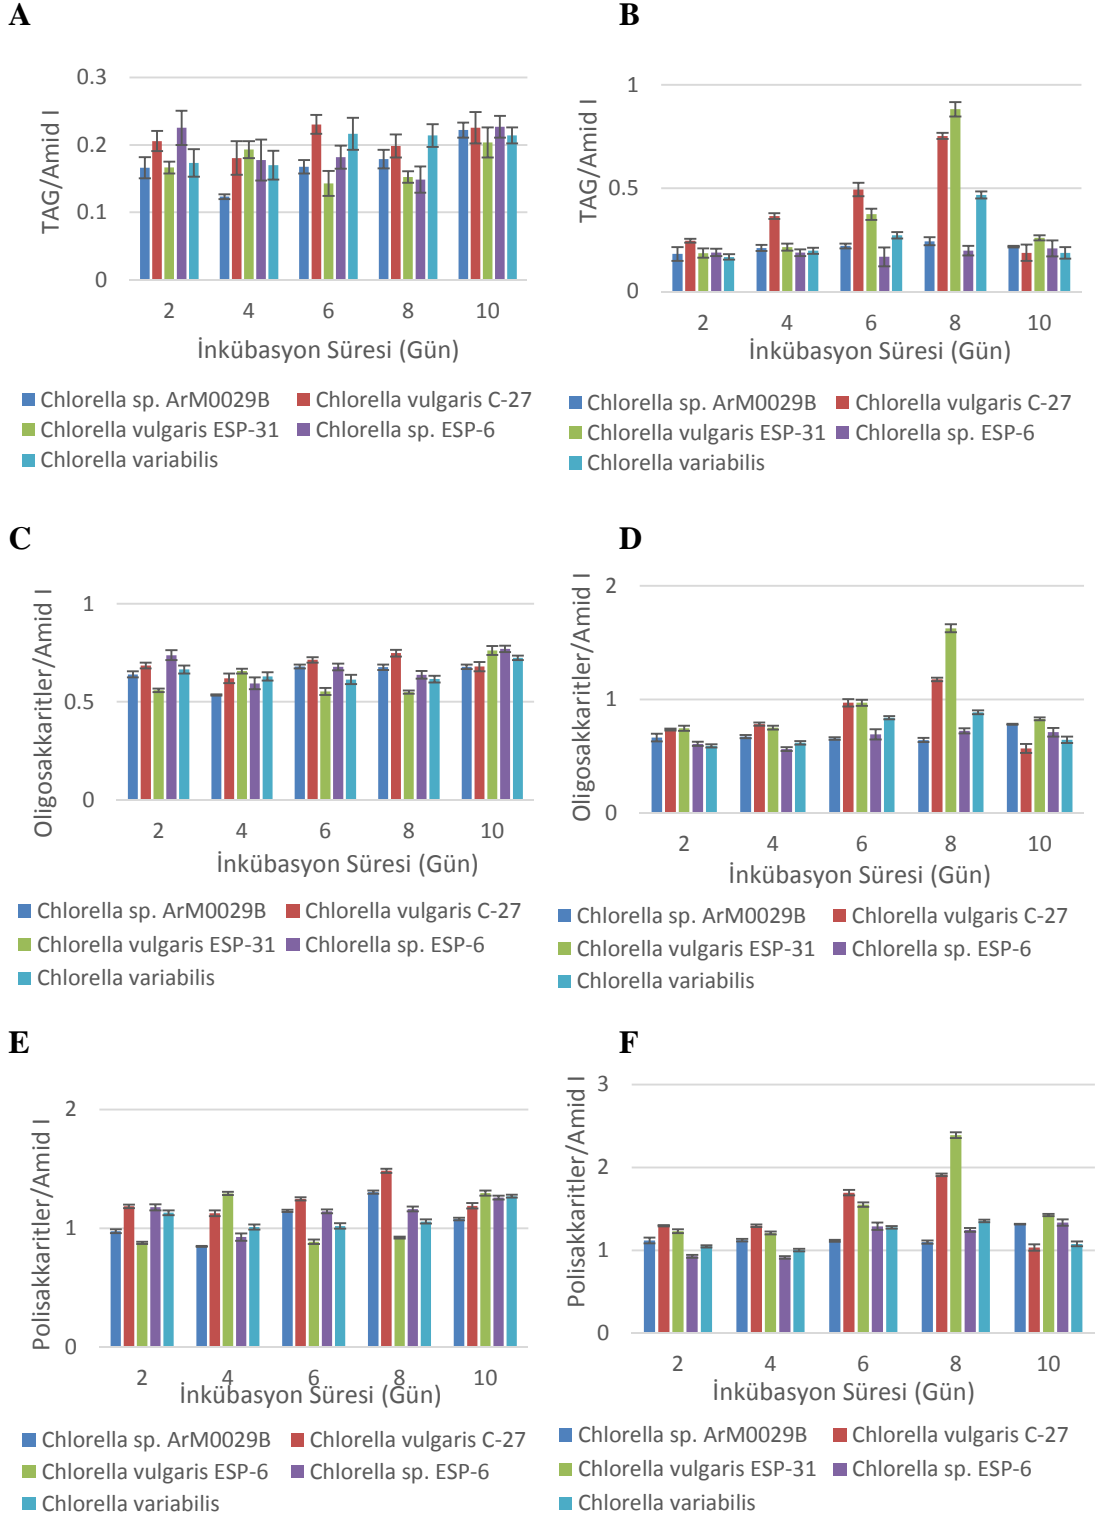 A
TAG/Amid I
0.3
0.2
0.1
0
2 4 6 8 10
İnkübasyon Süresi (Gün)
Chlorella sp. ArM0029B Chlorella vulgaris C-27
Chlorella vulgaris ESP-31 Chlorella sp. ESP-6
Chlorella variabilis
B
TAG/Amid I
1
0.5
0
2 4 6 8 10
İnkübasyon Süresi (Gün)
Chlorella sp. ArM0029B Chlorella vulgaris C-27
Chlorella vulgaris ESP-31 Chlorella sp. ESP-6
Chlorella variabilis
C
Oligosakkaritler/Amid I
1
0.5
0
2 4 6 8 10
İnkübasyon Süresi (Gün)
Chlorella sp. ArM0029B Chlorella vulgaris C-27
Chlorella vulgaris ESP-31 Chlorella sp. ESP-6
Chlorella variabilis
D
Oligosakkaritler/Amid I
2
1
0
2 4 6 8 10
İnkübasyon Süresi (Gün)
Chlorella sp. ArM0029B Chlorella vulgaris C-27
Chlorella vulgaris ESP-31 Chlorella sp. ESP-6
Chlorella variabilis
E
Polisakkaritler/Amid I
2
1
0
2 4 6 8 10
İnkübasyon Süresi (Gün)
Chlorella sp. ArM0029B Chlorella vulgaris C-27
Chlorella vulgaris ESP-6 Chlorella sp. ESP-6
Chlorella variabilis
F
Polisakkaritler/Amid I
3
2
1
0
2 4 6 8 10
İnkübasyon Süresi (Gün)
Chlorella sp. ArM0029B Chlorella vulgaris C-27
Chlorella vulgaris ESP-31 Chlorella sp. ESP-6
Chlorella variabilis